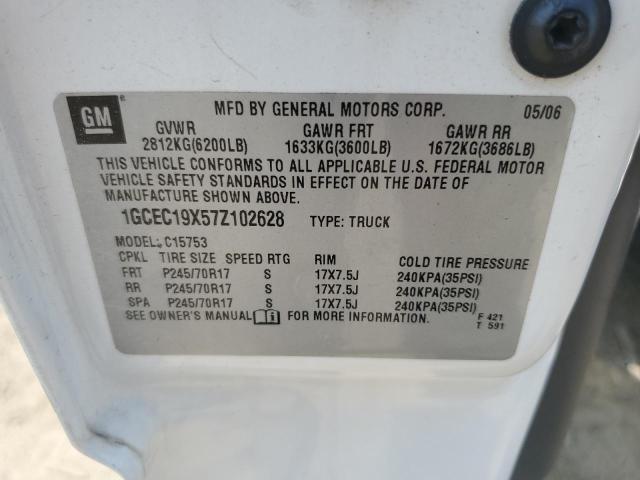 GM
MFD BY GENERAL MOTORS CORP. 05/06
GVWR GAWR FRT GAWR RR
2812KG(6200LB) 1633KG(3600LB) 1672KG(3686LB)
THIS VEHICLE CONFORMS TO ALL APPLICABLE U.S. FEDERAL MOTOR
VEHICLE SAFETY STANDARDS IN EFFECT ON THE DATE OF
MANUFACTURE SHOWN ABOVE.
1GCEC19X57Z102628 TYPE: TRUCK
MODEL: C15753
CPKL TIRE SIZE SPEED RTG RIM COLD TIRE PRESSURE
FRT P245/70R17 S 17X7.5J 240KPA(35PSI)
RR P245/70R17 S 17X7.5J 240KPA(35PSI)
SPA P245/70R17 S 17X7.5J 240KPA(35PSI)
SEE OWNER'S MANUAL i FOR MORE INFORMATION. F 421
T 591